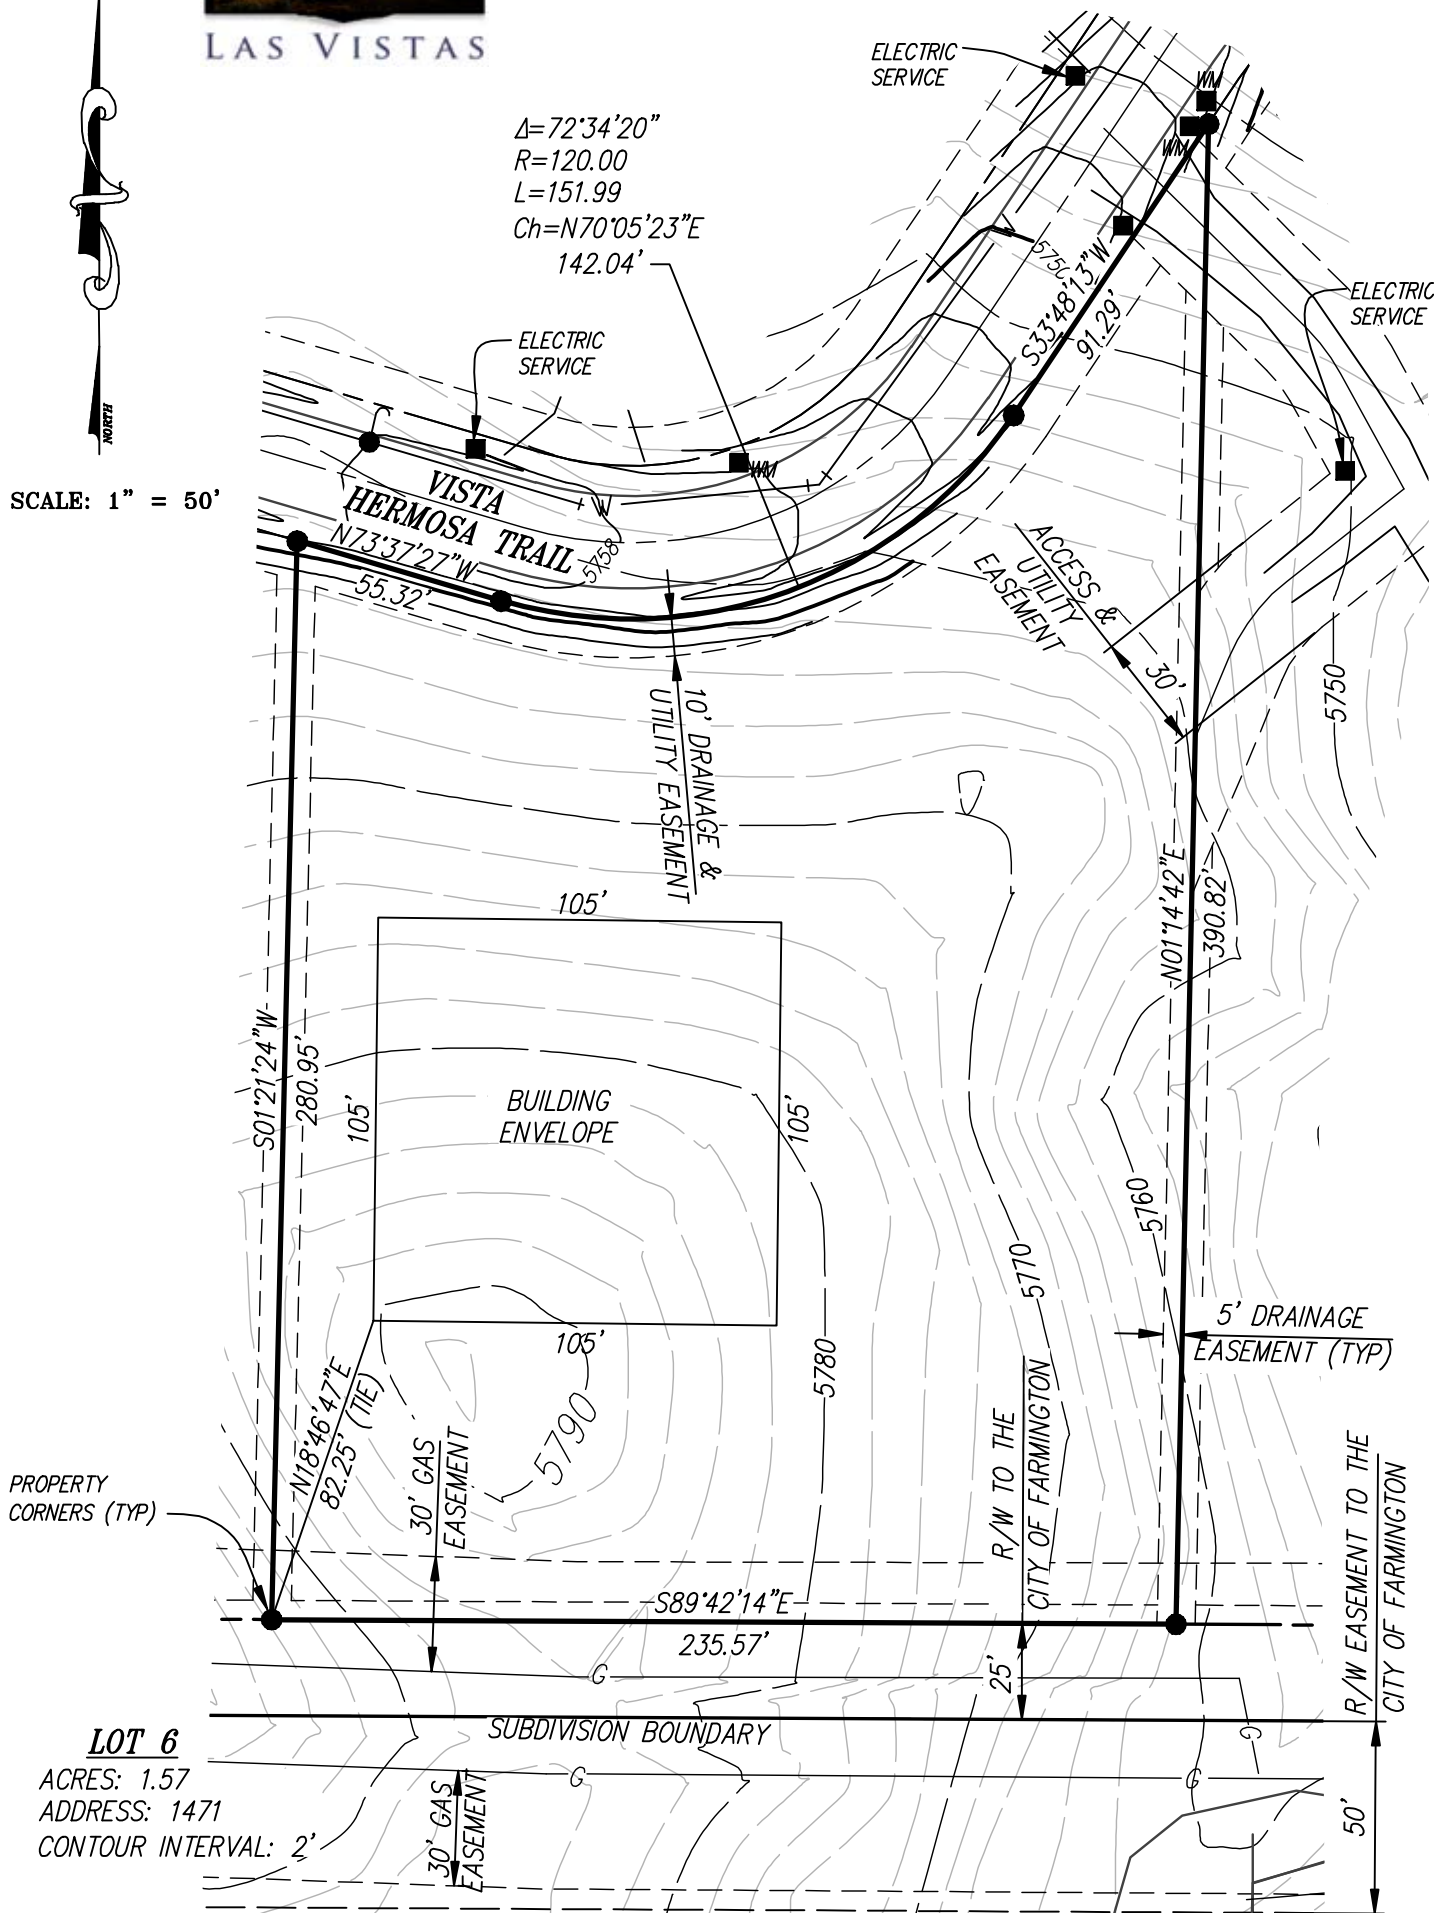 LAS VISTAS
ELECTRIC
SERVICE
WM
WM
Δ=72°34'20"
R=120.00
L=151.99
Ch=N70°05'23"E
142.04'
NORTH
SCALE: 1" = 50'
ELECTRIC
SERVICE
ELECTRIC
SERVICE
5750
S33°48'13"W
91.29'
WM
W
VISTA
HERMOSA TRAIL
N73°37'27"W
55.32'
5758
ACCESS &
UTILITY
EASEMENT
30'
5750
10' DRAINAGE &
UTILITY EASEMENT
N01°14'42"E
390.82'
S01°21'24"W
280.95'
105'
105'
105'
105'
BUILDING
ENVELOPE
5760
5770
5780
5790
5' DRAINAGE
EASEMENT (TYP)
N18°46'47"E
82.25' (TIE)
30' GAS
EASEMENT
R/W TO THE
CITY OF FARMINGTON
R/W EASEMENT TO THE
CITY OF FARMINGTON
PROPERTY
CORNERS (TYP)
S89°42'14"E
235.57'
25'
G
SUBDIVISION BOUNDARY
G
G
G
30' GAS
EASEMENT
50'
LOT 6
ACRES: 1.57
ADDRESS: 1471
CONTOUR INTERVAL: 2'